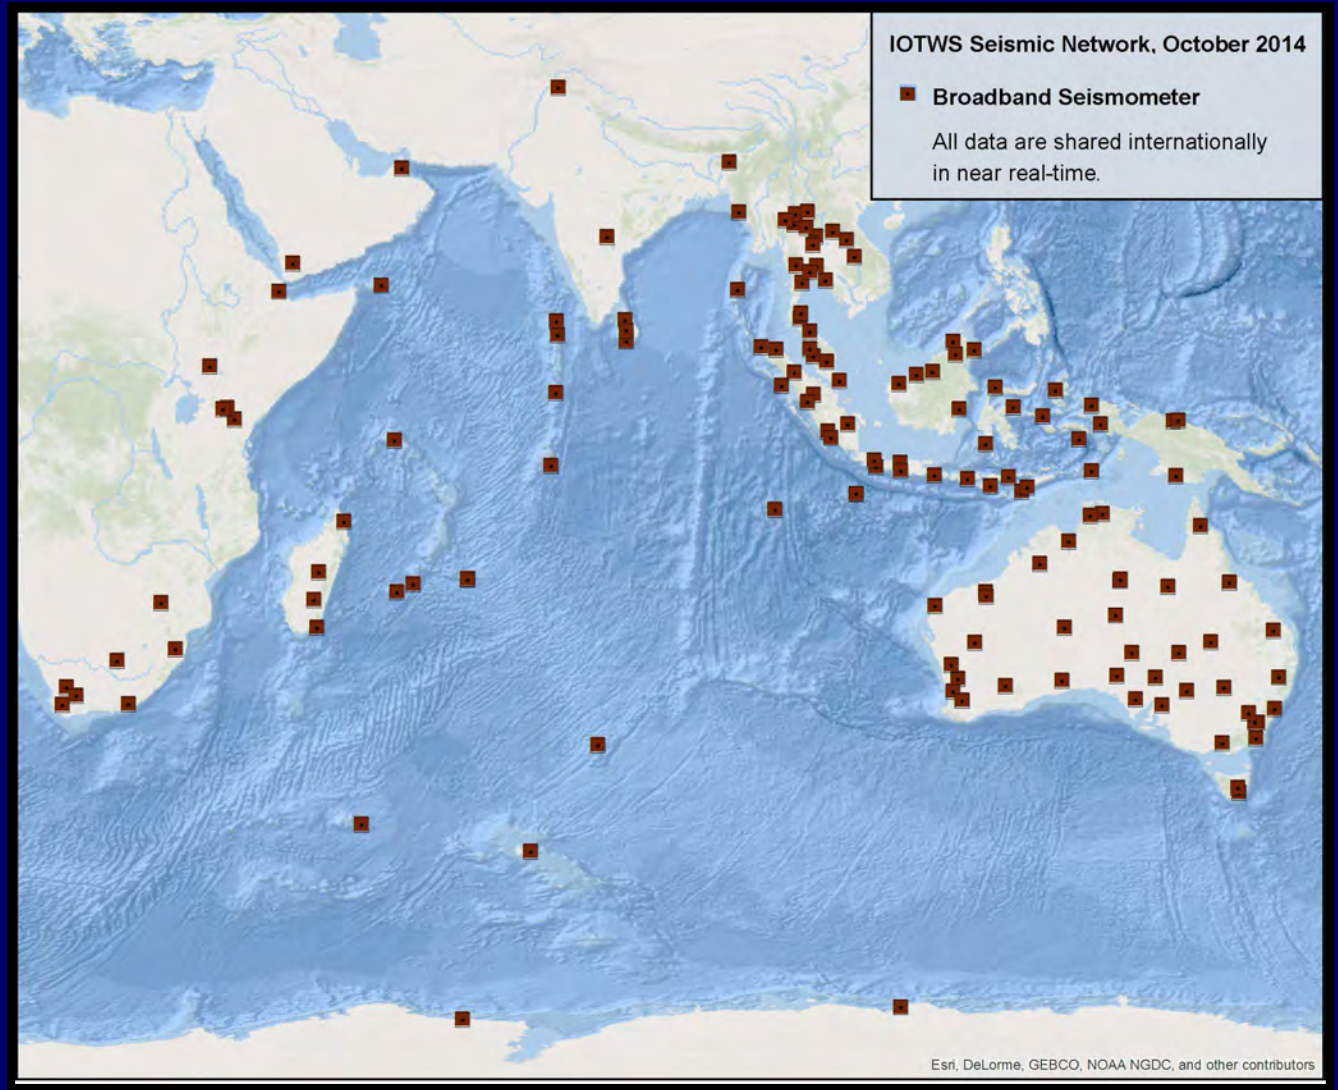 IOTWS Seismic Network, October 2014
Broadband Seismometer
All data are shared internationally
in near real-time.
Esri, DeLorme, GEBCO, NOAA NGDC, and other contributors